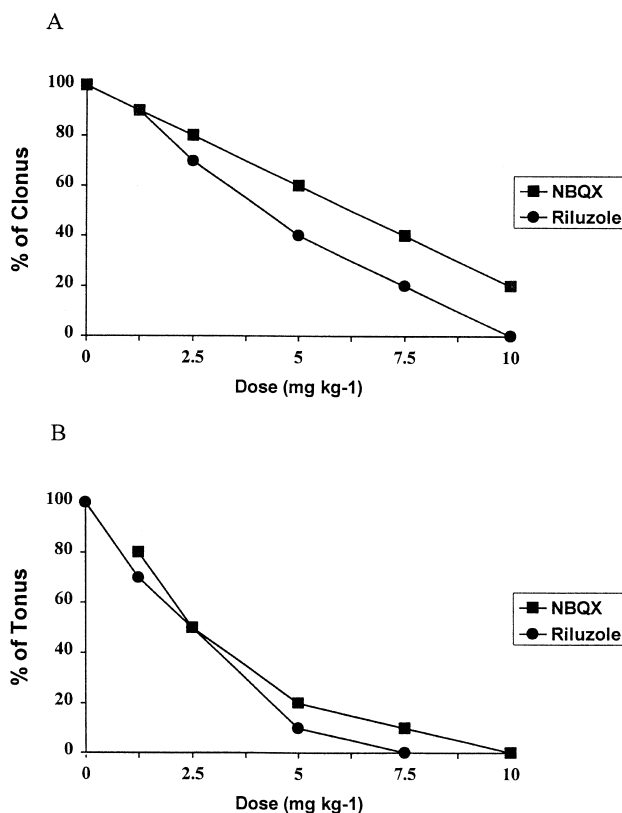 A
% of Clonus
100
80
60
40
20
0
0 2.5 5 7.5 10
Dose (mg kg-1)
NBQX
Riluzole
B
% of Tonus
100
80
60
40
20
0
0 2.5 5 7.5 10
Dose (mg kg-1)
NBQX
Riluzole